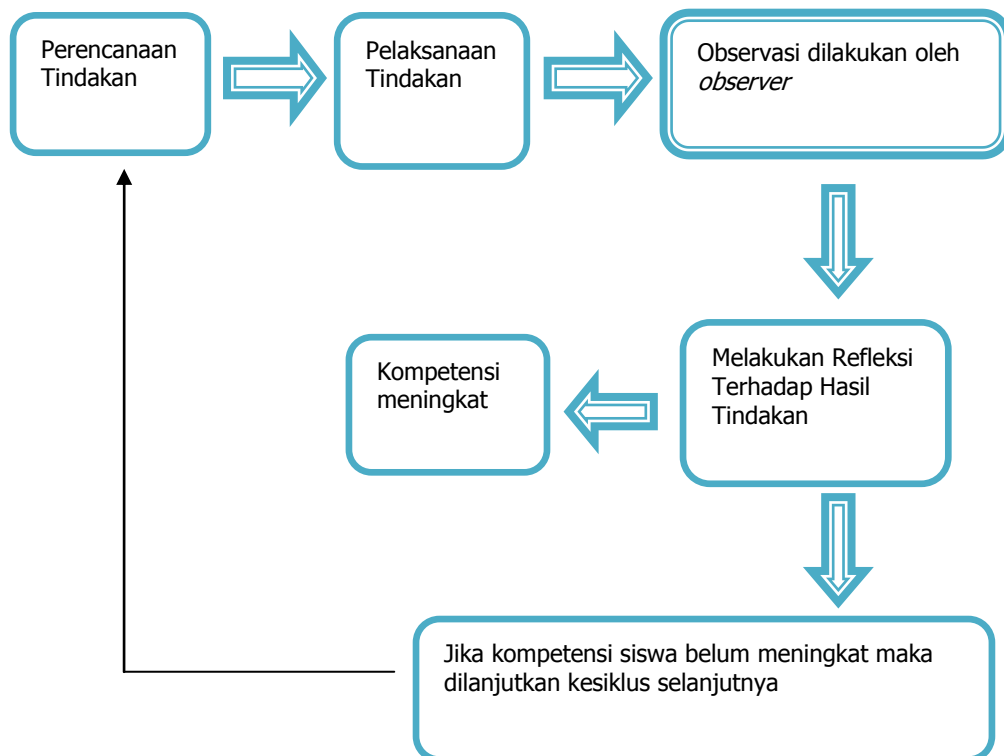 Perencanaan
Tindakan
Pelaksanaan
Tindakan
Observasi dilakukan oleh
observer
Melakukan Refleksi
Terhadap Hasil
Tindakan
Kompetensi
meningkat
Jika kompetensi siswa belum meningkat maka
dilanjutkan kesiklus selanjutnya